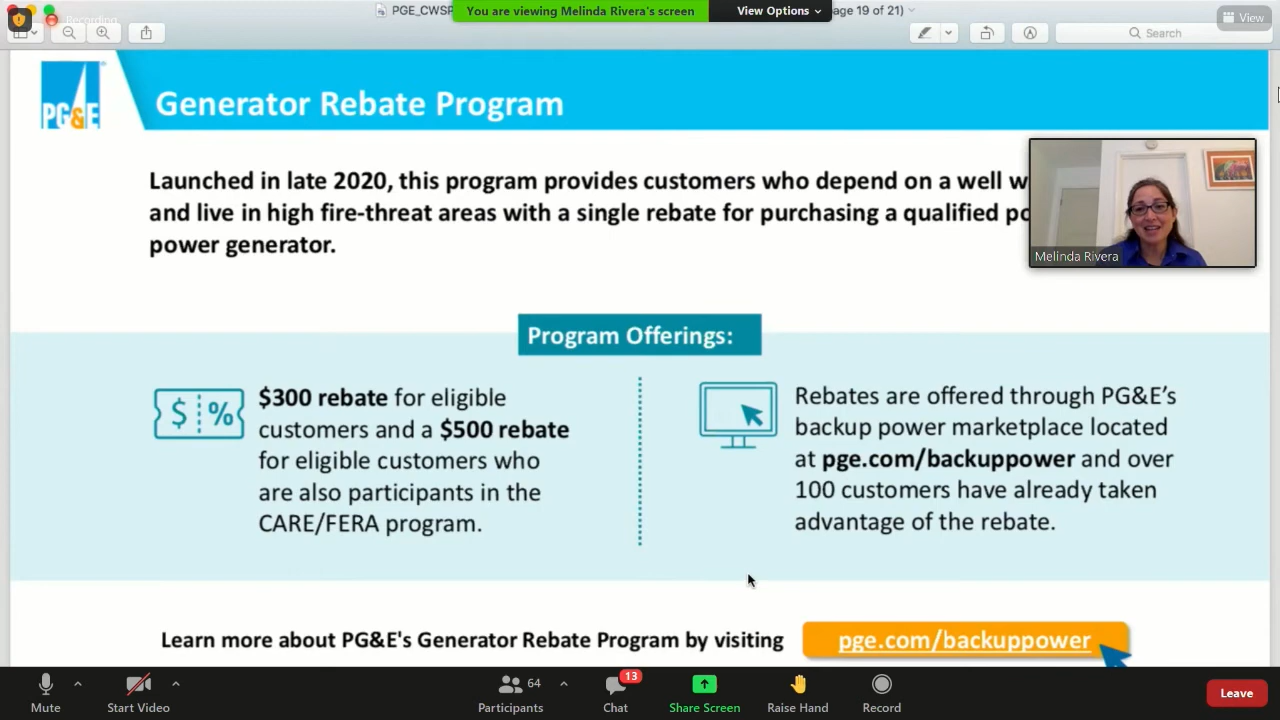 PGE_CWSP
You are viewing Melinda Rivera's screen
View Options
age 19 of 21)
Recording
View
Search
PG&E
Generator Rebate Program
Launched in late 2020, this program provides customers who depend on a well
and live in high fire-threat areas with a single rebate for purchasing a qualified
power generator.
Melinda Rivera
Program Offerings:
$ %
$300 rebate for eligible
customers and a $500 rebate
for eligible customers who
are also participants in the
CARE/FERA program.
Rebates are offered through PG&E's
backup power marketplace located
at pge.com/backuppower and over
100 customers have already taken
advantage of the rebate.
Learn more about PG&E's Generator Rebate Program by visiting
pge.com/backuppower
Mute
Start Video
64
Participants
13
Chat
Share Screen
Raise Hand
Record
Leave